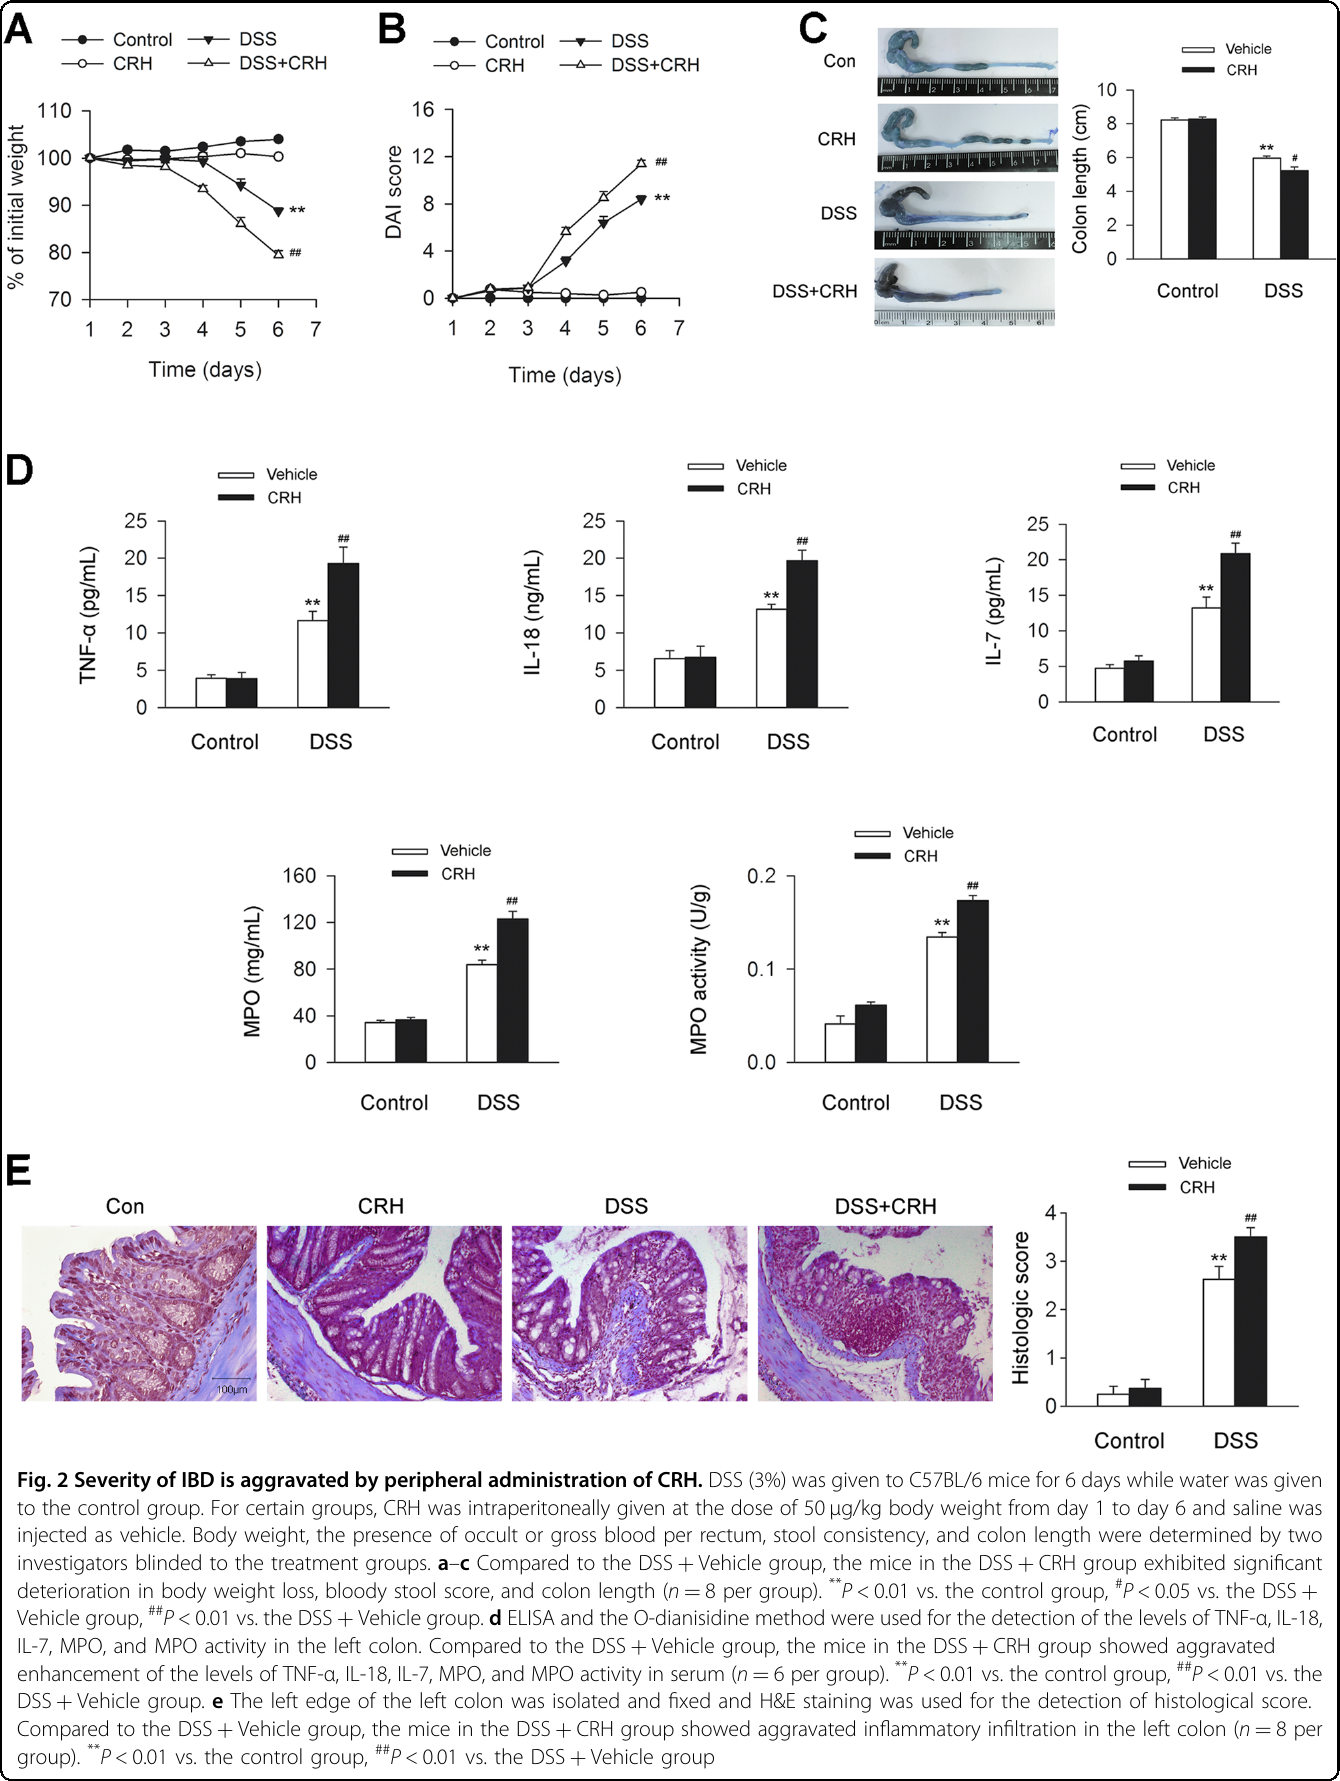 A
Control
DSS
CRH
DSS+CRH
% of initial weight
110
100
90
80
70
**
##
1 2 3 4 5 6 7
Time (days)
B
Control
DSS
CRH
DSS+CRH
DAI score
16
12
8
4
0
##
**
1 2 3 4 5 6 7
Time (days)
C
Con
CRH
DSS
DSS+CRH
Vehicle
CRH
Colon length (cm)
10
8
6
4
2
0
**
#
Control DSS
D
Vehicle
CRH
TNF-α (pg/mL)
25
20
15
10
5
0
**
##
Control DSS
Vehicle
CRH
IL-18 (ng/mL)
25
20
15
10
5
0
**
##
Control DSS
Vehicle
CRH
IL-7 (pg/mL)
25
20
15
10
5
0
**
##
Control DSS
Vehicle
CRH
MPO (mg/mL)
160
120
80
40
0
**
##
Control DSS
Vehicle
CRH
MPO activity (U/g)
0.2
0.1
0.0
**
##
Control DSS
E
Con
CRH
DSS
DSS+CRH
100μm
Vehicle
CRH
Histologic score
4
3
2
1
0
**
##
Control DSS
Fig. 2 Severity of IBD is aggravated by peripheral administration of CRH. DSS (3%) was given to C57BL/6 mice for 6 days while water was given
to the control group. For certain groups, CRH was intraperitoneally given at the dose of 50 μg/kg body weight from day 1 to day 6 and saline was
injected as vehicle. Body weight, the presence of occult or gross blood per rectum, stool consistency, and colon length were determined by two
investigators blinded to the treatment groups. a–c Compared to the DSS + Vehicle group, the mice in the DSS + CRH group exhibited significant
deterioration in body weight loss, bloody stool score, and colon length (n = 8 per group). **P < 0.01 vs. the control group, #P < 0.05 vs. the DSS +
Vehicle group, ##P < 0.01 vs. the DSS + Vehicle group. d ELISA and the O-dianisidine method were used for the detection of the levels of TNF-α, IL-18,
IL-7, MPO, and MPO activity in the left colon. Compared to the DSS + Vehicle group, the mice in the DSS + CRH group showed aggravated
enhancement of the levels of TNF-α, IL-18, IL-7, MPO, and MPO activity in serum (n = 6 per group). **P < 0.01 vs. the control group, ##P < 0.01 vs. the
DSS + Vehicle group. e The left edge of the left colon was isolated and fixed and H&E staining was used for the detection of histological score.
Compared to the DSS + Vehicle group, the mice in the DSS + CRH group showed aggravated inflammatory infiltration in the left colon (n = 8 per
group). **P < 0.01 vs. the control group, ##P < 0.01 vs. the DSS + Vehicle group